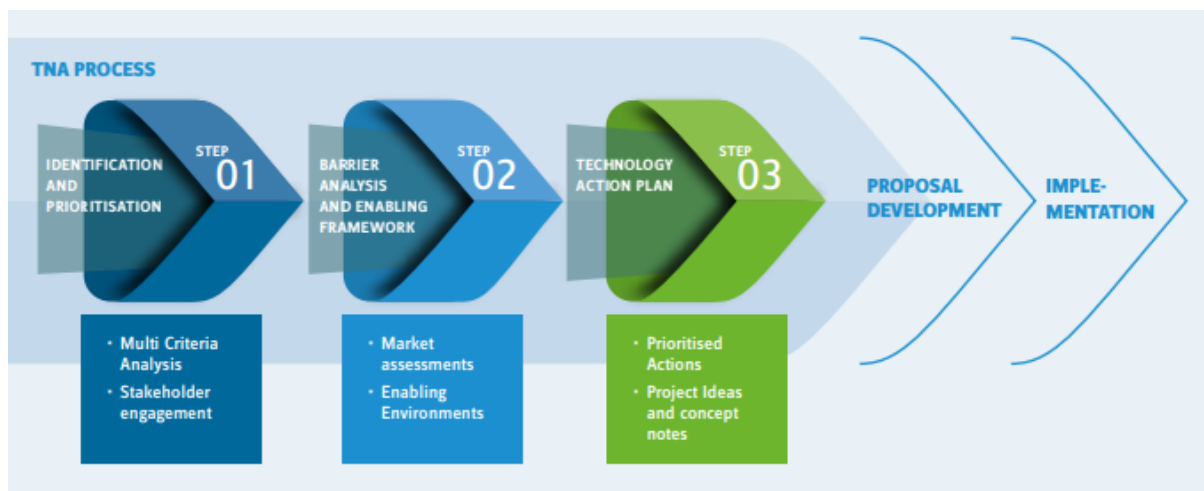 TNA PROCESS
IDENTIFICATION
AND
PRIORITISATION
STEP
01
BARRIER
ANALYSIS
AND ENABLING
FRAMEWORK
STEP
02
TECHNOLOGY
ACTION PLAN
STEP
03
PROPOSAL
DEVELOPMENT
IMPLE-
MENTATION
• Multi Criteria
Analysis
• Stakeholder
engagement
• Market
assessments
• Enabling
Environments
• Prioritised
Actions
• Project Ideas
and concept
notes